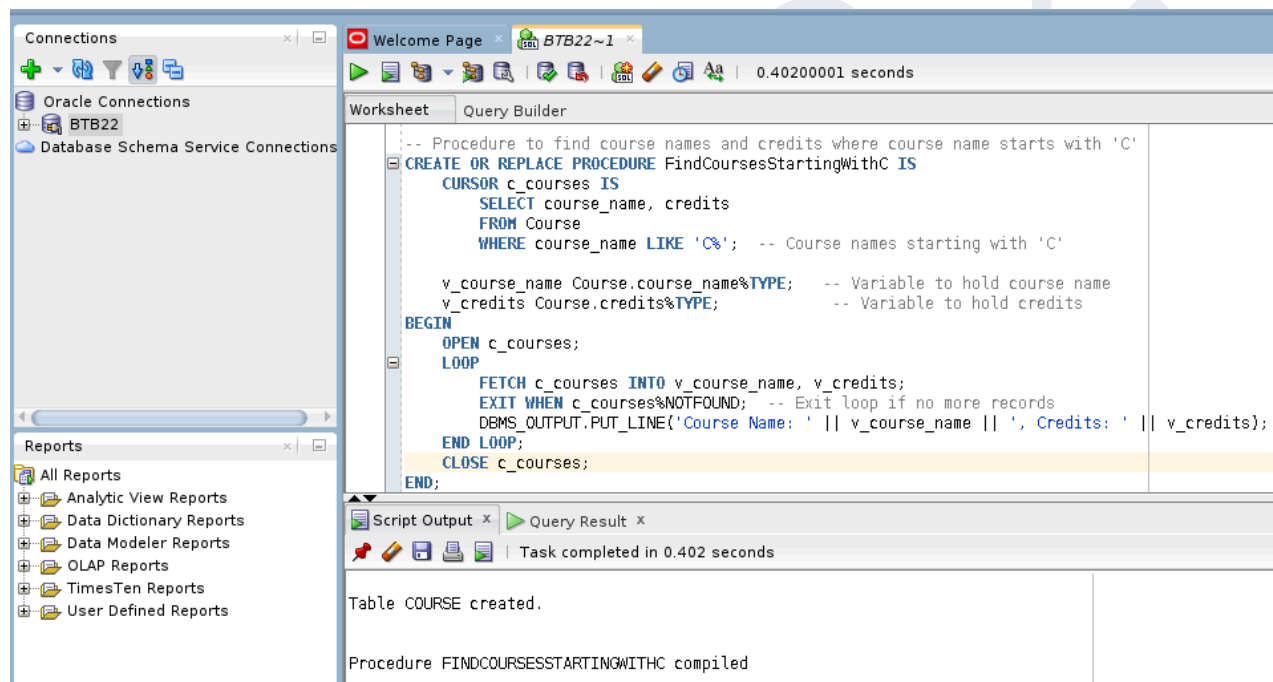 Connections
Oracle Connections
BTB22
Database Schema Service Connections
Reports
All Reports
Analytic View Reports
Data Dictionary Reports
Data Modeler Reports
OLAP Reports
TimesTen Reports
User Defined Reports
Welcome Page
BTB22~1
0.40200001 seconds
Worksheet Query Builder
-- Procedure to find course names and credits where course name starts with 'C'
CREATE OR REPLACE PROCEDURE FindCoursesStartingWithC IS
CURSOR c_courses IS
SELECT course_name, credits
FROM Course
WHERE course_name LIKE 'C%'; -- Course names starting with 'C'
v_course_name Course.course_name%TYPE; -- Variable to hold course name
v_credits Course.credits%TYPE; -- Variable to hold credits
BEGIN
OPEN c_courses;
LOOP
FETCH c_courses INTO v_course_name, v_credits;
EXIT WHEN c_courses%NOTFOUND; -- Exit loop if no more records
DBMS_OUTPUT.PUT_LINE('Course Name: ' || v_course_name || ', Credits: ' || v_credits);
END LOOP;
CLOSE c_courses;
END;
Script Output Query Result
Task completed in 0.402 seconds
Table COURSE created.
Procedure FINDCOURSESSTARTINGWITHC compiled